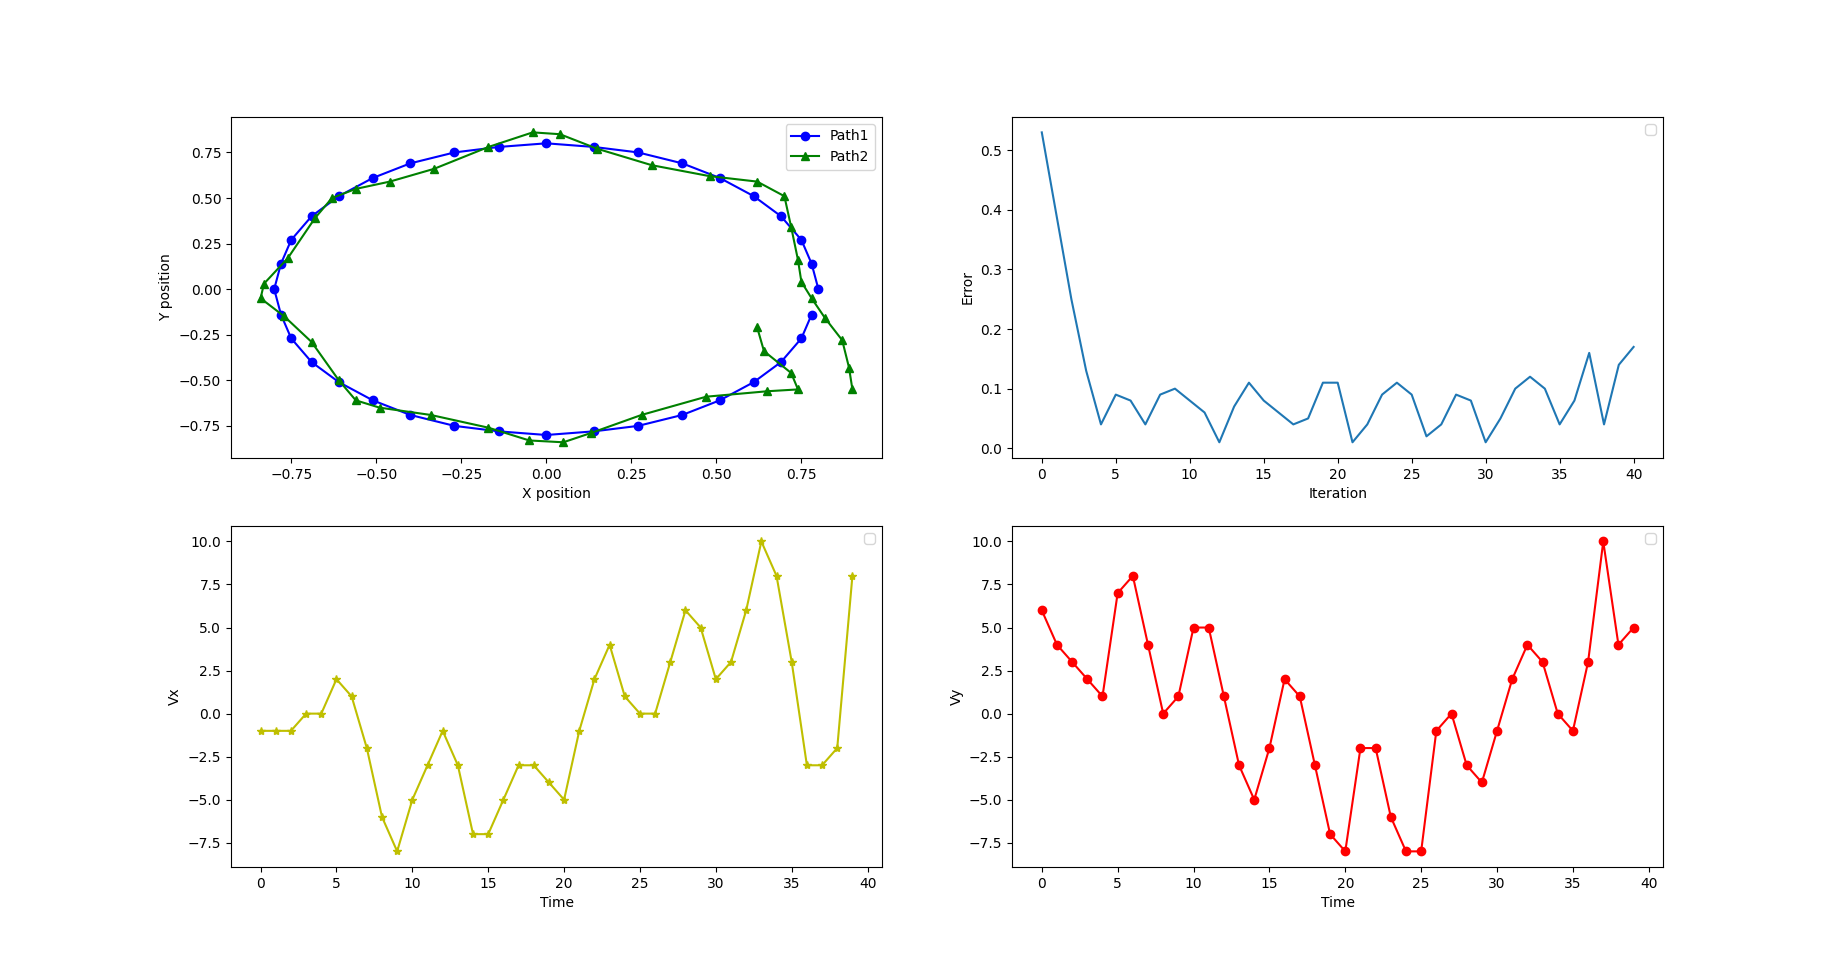 Path1
Path2
0.75
0.50
0.25
0.00
−0.25
−0.50
−0.75
Y position
−0.75 −0.50 −0.25 0.00 0.25 0.50 0.75
X position
0.5
0.4
0.3
0.2
0.1
0.0
Error
0 5 10 15 20 25 30 35 40
Iteration
10.0
7.5
5.0
2.5
0.0
−2.5
−5.0
−7.5
Vx
0 5 10 15 20 25 30 35 40
Time
10.0
7.5
5.0
2.5
0.0
−2.5
−5.0
−7.5
Vy
0 5 10 15 20 25 30 35 40
Time